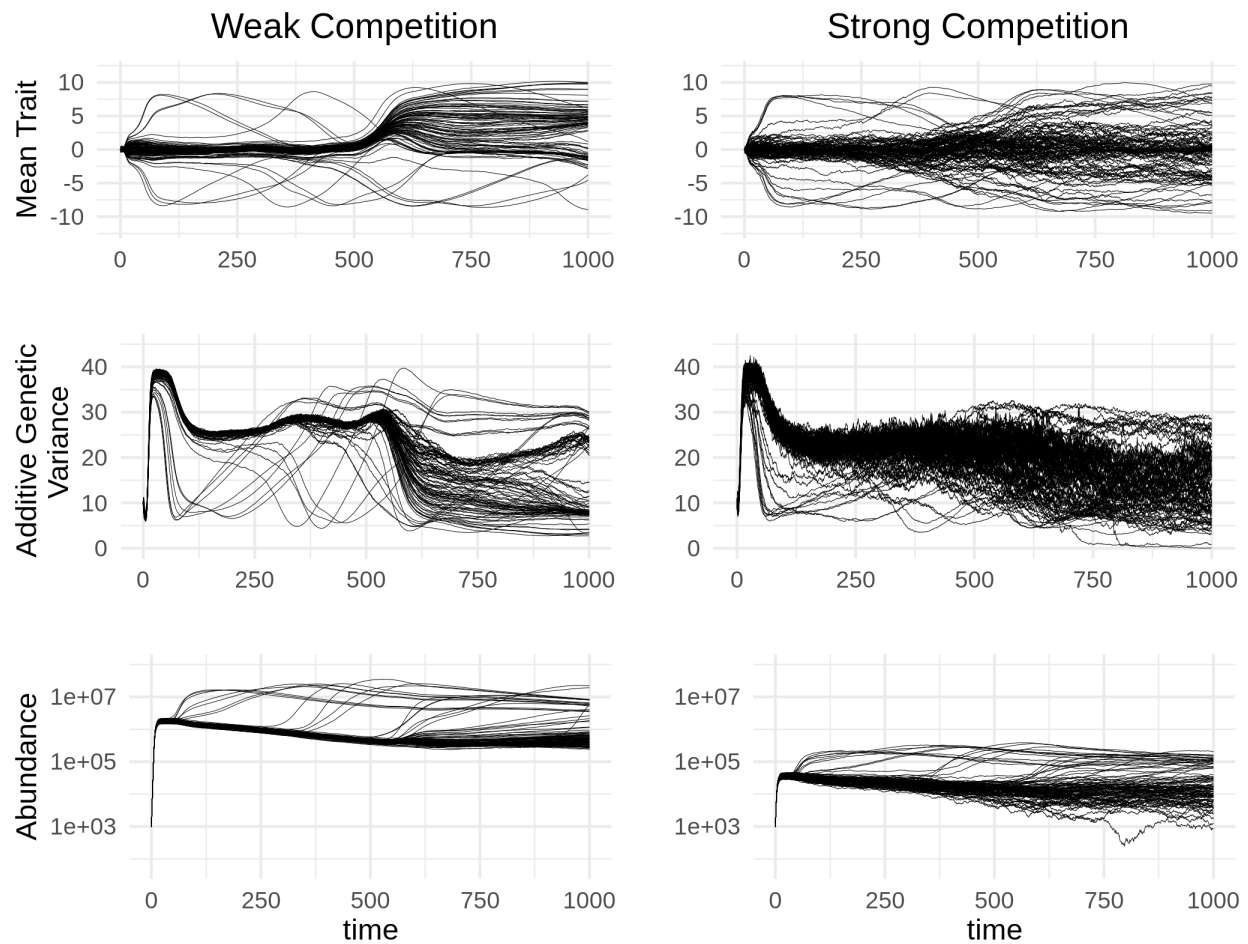 Weak Competition
Strong Competition
Mean Trait
10
5
0
-5
-10
0 250 500 750 1000
10
5
0
-5
-10
0 250 500 750 1000
Additive Genetic
Variance
40
30
20
10
0
0 250 500 750 1000
40
30
20
10
0
0 250 500 750 1000
Abundance
1e+07
1e+05
1e+03
0 250 500 750 1000
time
1e+07
1e+05
1e+03
0 250 500 750 1000
time